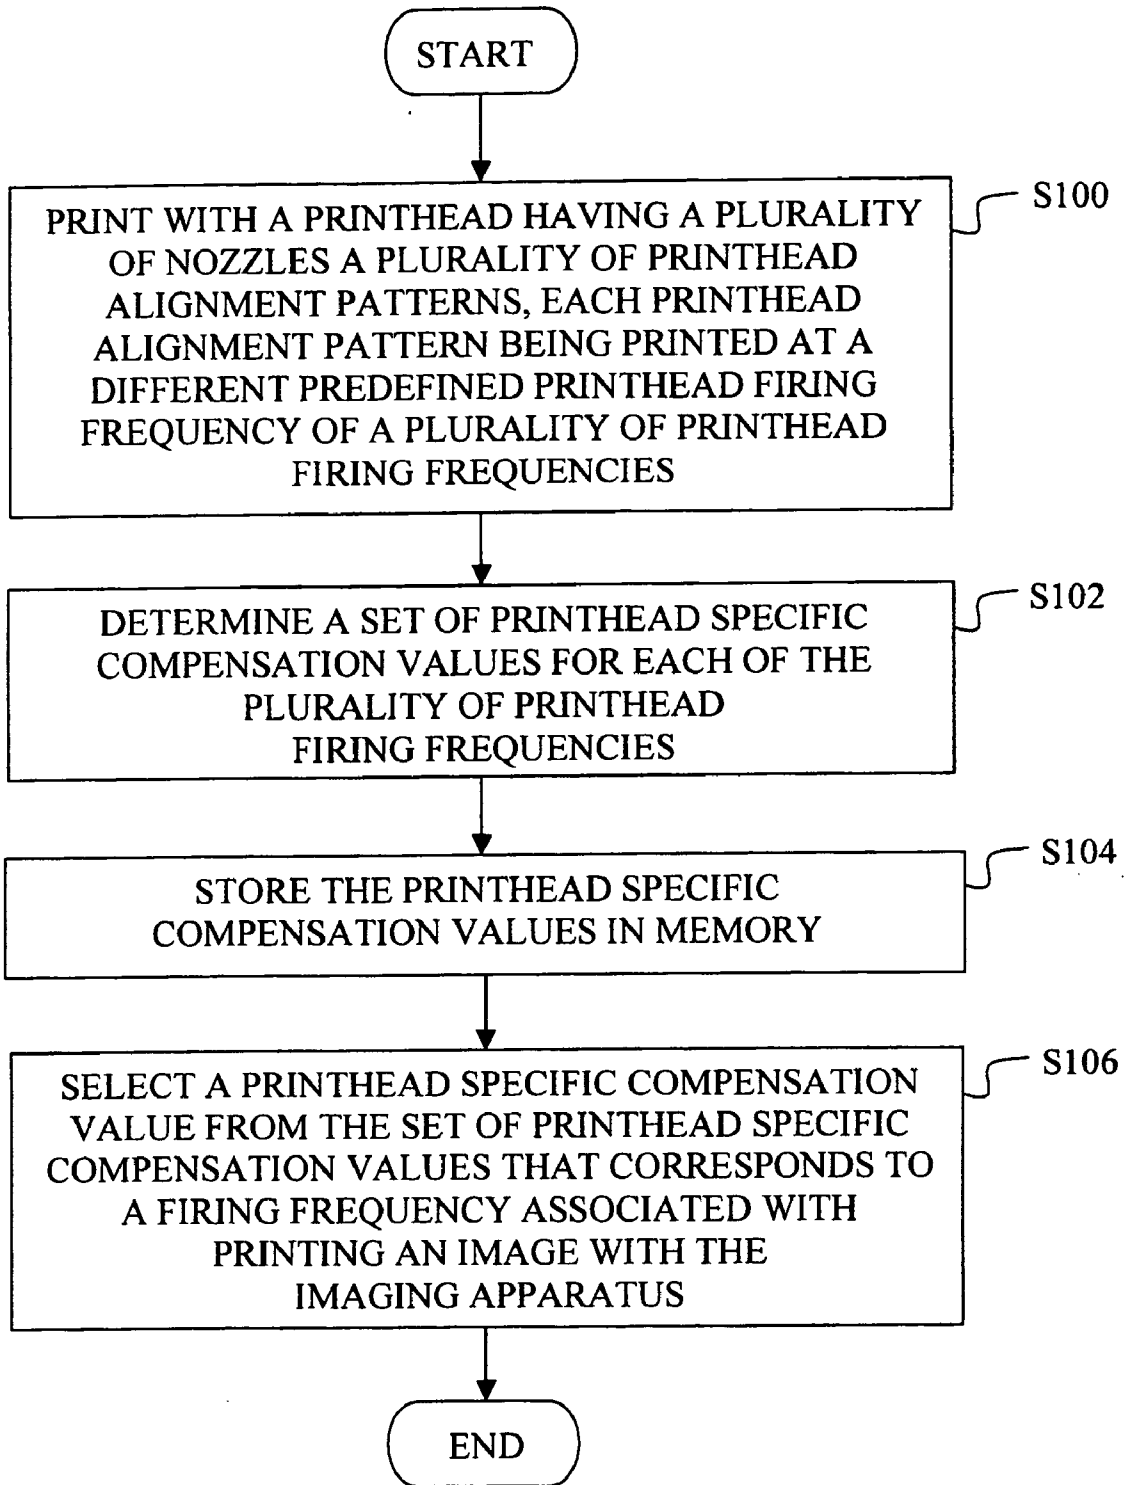 START
PRINT WITH A PRINTHEAD HAVING A PLURALITY
OF NOZZLES A PLURALITY OF PRINTHEAD
ALIGNMENT PATTERNS, EACH PRINTHEAD
ALIGNMENT PATTERN BEING PRINTED AT A
DIFFERENT PREDEFINED PRINTHEAD FIRING
FREQUENCY OF A PLURALITY OF PRINTHEAD
FIRING FREQUENCIES
S100
DETERMINE A SET OF PRINTHEAD SPECIFIC
COMPENSATION VALUES FOR EACH OF THE
PLURALITY OF PRINTHEAD
FIRING FREQUENCIES
S102
STORE THE PRINTHEAD SPECIFIC
COMPENSATION VALUES IN MEMORY
S104
SELECT A PRINTHEAD SPECIFIC COMPENSATION
VALUE FROM THE SET OF PRINTHEAD SPECIFIC
COMPENSATION VALUES THAT CORRESPONDS TO
A FIRING FREQUENCY ASSOCIATED WITH
PRINTING AN IMAGE WITH THE
IMAGING APPARATUS
S106
END